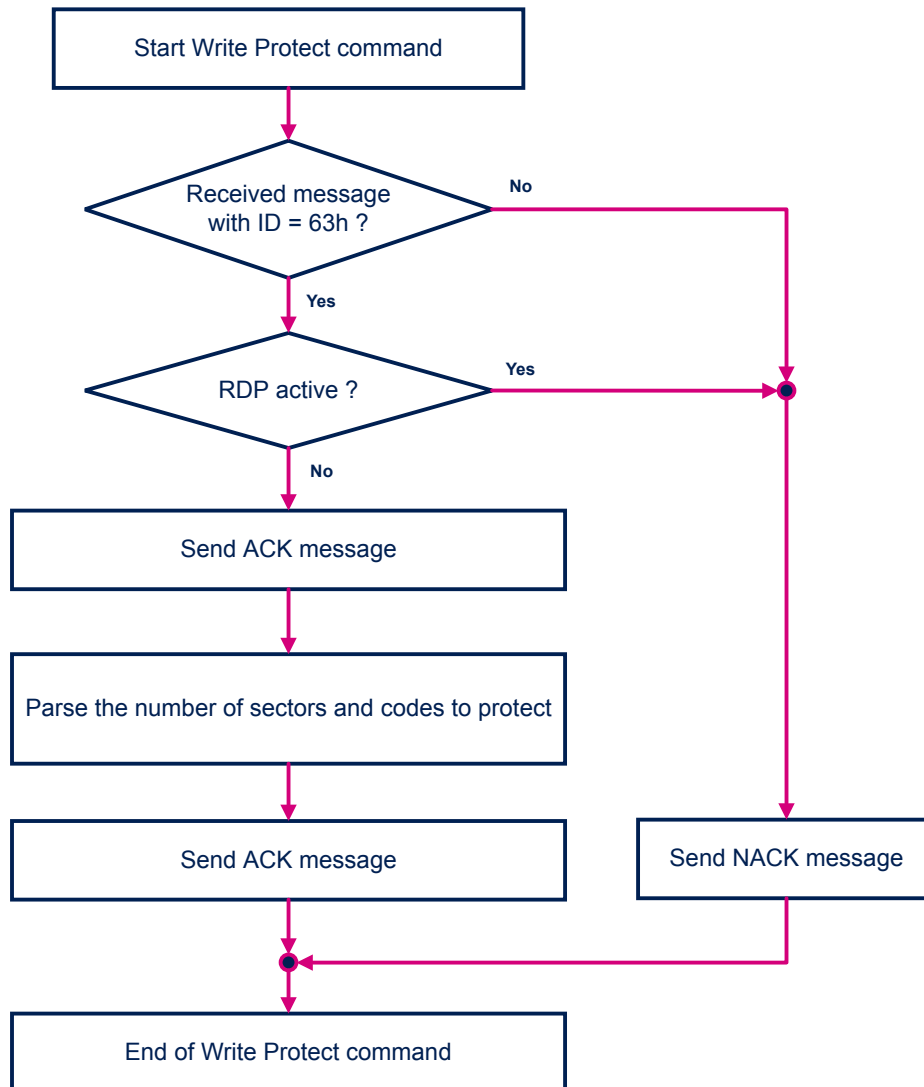 Start Write Protect command
Received message
with ID = 63h ?
No
Yes
RDP active ?
Yes
No
Send ACK message
Parse the number of sectors and codes to protect
Send ACK message
Send NACK message
End of Write Protect command